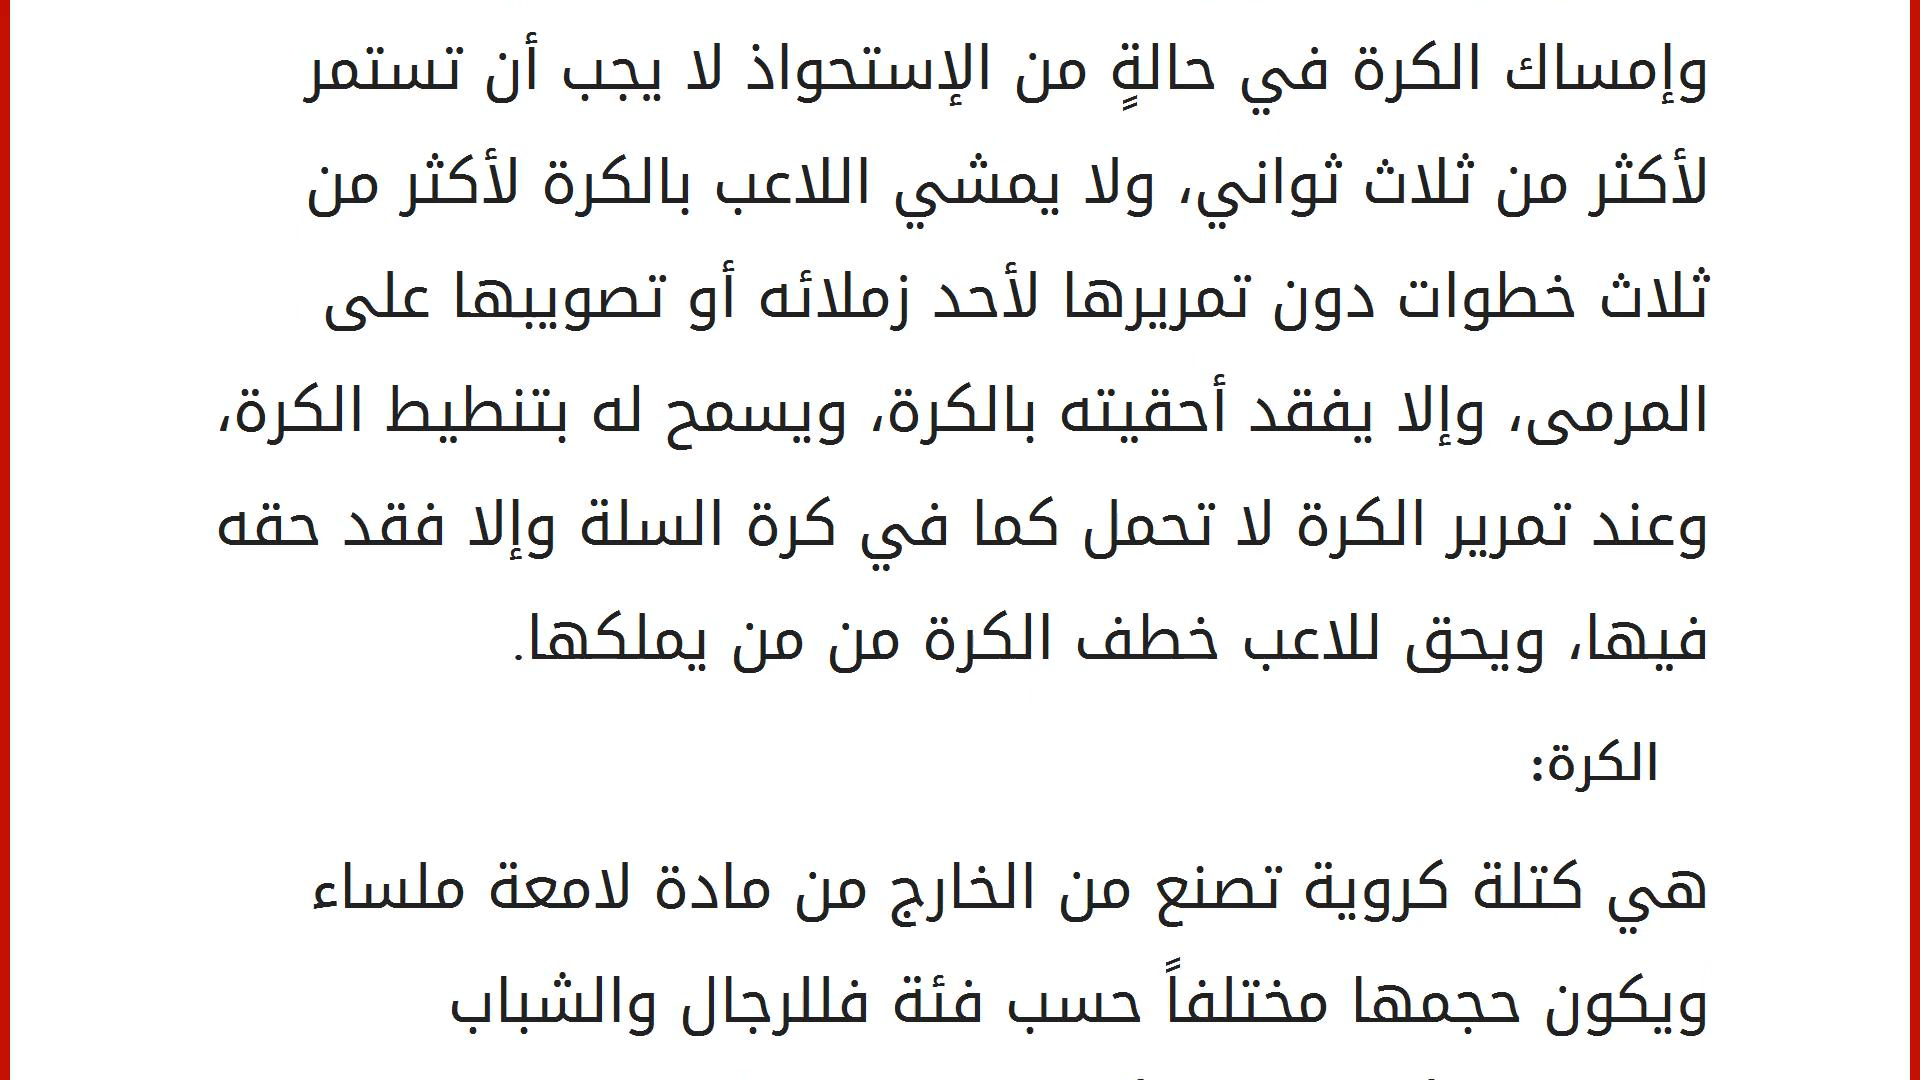 وإمساك الكرة في حالةٍ من الإستحواذ لا يجب أن تستمر
لأكثر من ثلاث ثواني، ولا يمشي اللاعب بالكرة لأكثر من
ثلاث خطوات دون تمريرها لأحد زملائه أو تصويبها على
المرمى، وإلا يفقد أحقيته بالكرة، ويسمح له بتنطيط الكرة،
وعند تمرير الكرة لا تحمل كما في كرة السلة وإلا فقد حقه
فيها، ويحق للاعب خطف الكرة من من يملكها.
الكرة:
هي كتلة كروية تصنع من الخارج من مادة لامعة ملساء
ويكون حجمها مختلفاً حسب فئة فللرجال والشباب